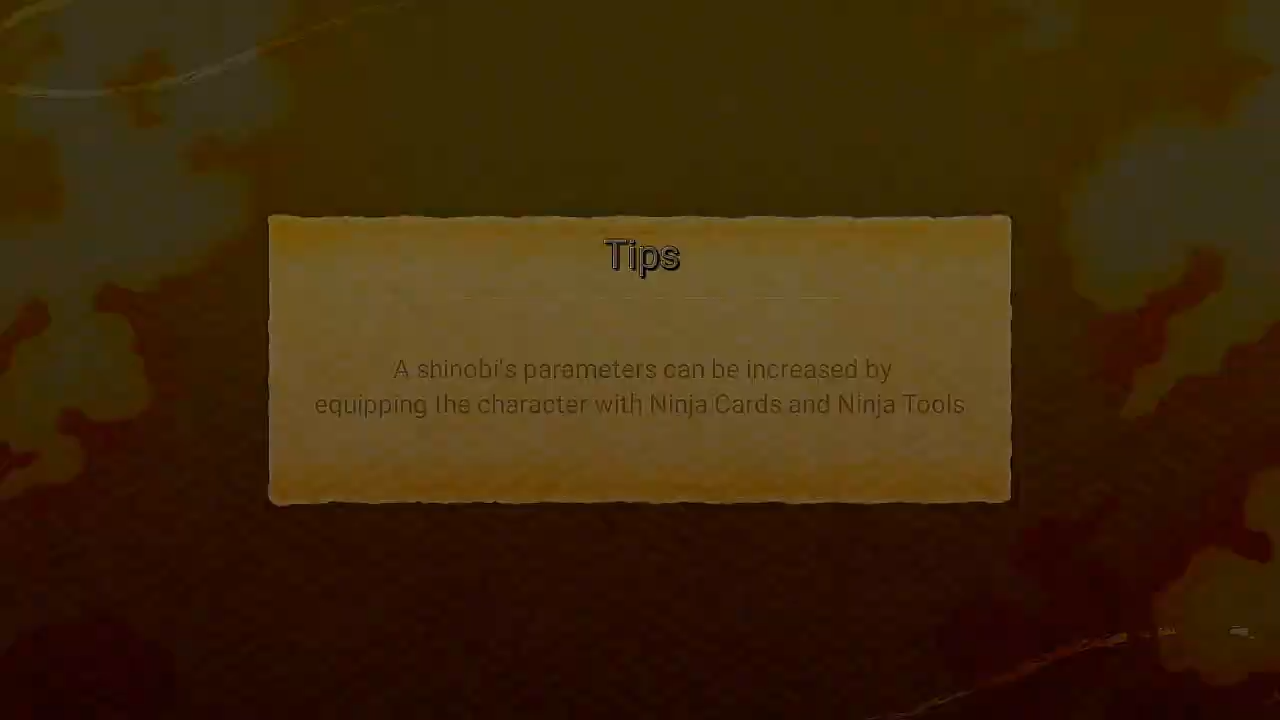 Tips
A shinobi's parameters can be increased by
equipping the character with Ninja Cards and Ninja Tools